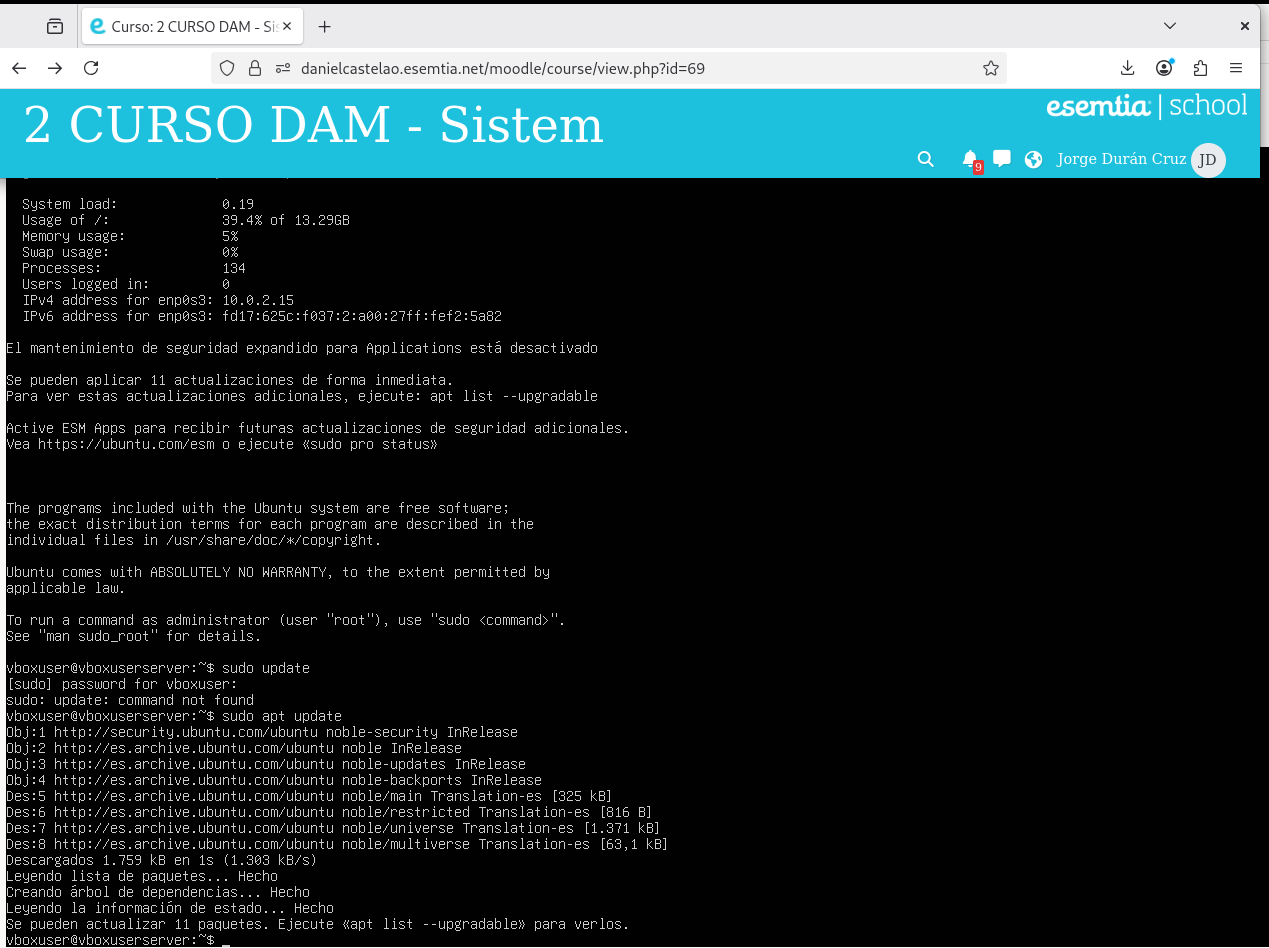 Curso: 2 CURSO DAM - Sis
danielcastelao.esemtia.net/moodle/course/view.php?id=69
2 CURSO DAM - Sistem
esemtia | school
9
Jorge Durán Cruz JD
System load: 0.19
Usage of /: 39.4% of 13.29GB
Memory usage: 5%
Swap usage: 0%
Processes: 134
Users logged in: 0
IPv4 address for enp0s3: 10.0.2.15
IPv6 address for enp0s3: fd17:625c:f037:2:a00:27ff:fef2:5a82
El mantenimiento de seguridad expandido para Applications está desactivado
Se pueden aplicar 11 actualizaciones de forma inmediata.
Para ver estas actualizaciones adicionales, ejecute: apt list --upgradable
Active ESM Apps para recibir futuras actualizaciones de seguridad adicionales.
Vea https://ubuntu.com/esm o ejecute «sudo pro status»
The programs included with the Ubuntu system are free software;
the exact distribution terms for each program are described in the
individual files in /usr/share/doc/*/copyright.
Ubuntu comes with ABSOLUTELY NO WARRANTY, to the extent permitted by
applicable law.
To run a command as administrator (user "root"), use "sudo <command>".
See "man sudo_root" for details.
vboxuser@vboxuserserver:~$ sudo update
[sudo] password for vboxuser:
sudo: update: command not found
vboxuser@vboxuserserver:~$ sudo apt update
Obj:1 http://security.ubuntu.com/ubuntu noble-security InRelease
Obj:2 http://es.archive.ubuntu.com/ubuntu noble InRelease
Obj:3 http://es.archive.ubuntu.com/ubuntu noble-updates InRelease
Obj:4 http://es.archive.ubuntu.com/ubuntu noble-backports InRelease
Des:5 http://es.archive.ubuntu.com/ubuntu noble/main Translation-es [325 kB]
Des:6 http://es.archive.ubuntu.com/ubuntu noble/restricted Translation-es [816 B]
Des:7 http://es.archive.ubuntu.com/ubuntu noble/universe Translation-es [1.371 kB]
Des:8 http://es.archive.ubuntu.com/ubuntu noble/multiverse Translation-es [63,1 kB]
Descargados 1.759 kB en 1s (1.303 kB/s)
Leyendo lista de paquetes... Hecho
Creando árbol de dependencias... Hecho
Leyendo la información de estado... Hecho
Se pueden actualizar 11 paquetes. Ejecute «apt list --upgradable» para verlos.
vboxuser@vboxuserserver:~$ _